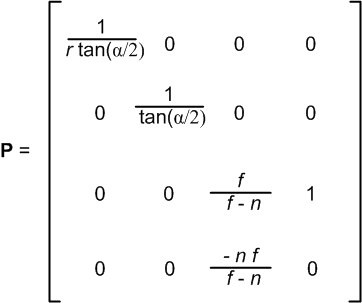 P = 
1/(r tan(α/2)) 0 0 0
0 1/(tan(α/2)) 0 0
0 0 f/(f - n) 1
0 0 - n f/(f - n) 0